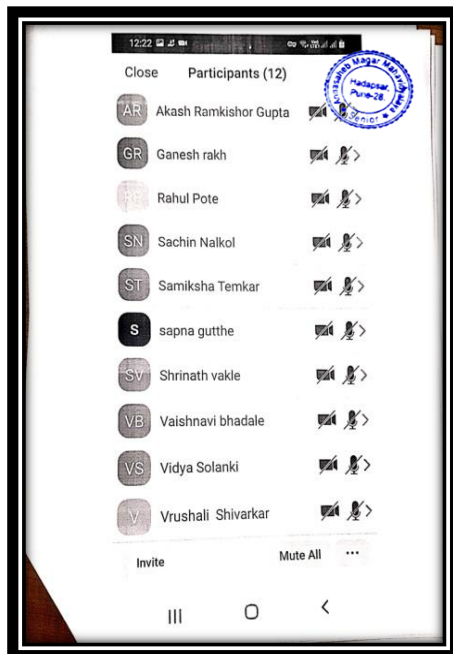 12:22
Close Participants (12)
Annasaheb Magar Mahavidyalaya
Hadapsar,
Pune-28.
Senior
AR Akash Ramkishor Gupta
GR Ganesh rakh
Rahul Pote
SN Sachin Nalkol
ST Samiksha Temkar
S sapna gutthe
SV Shrinath vakle
VB Vaishnavi bhadale
VS Vidya Solanki
V Vrushali Shivarkar
Invite Mute All ...